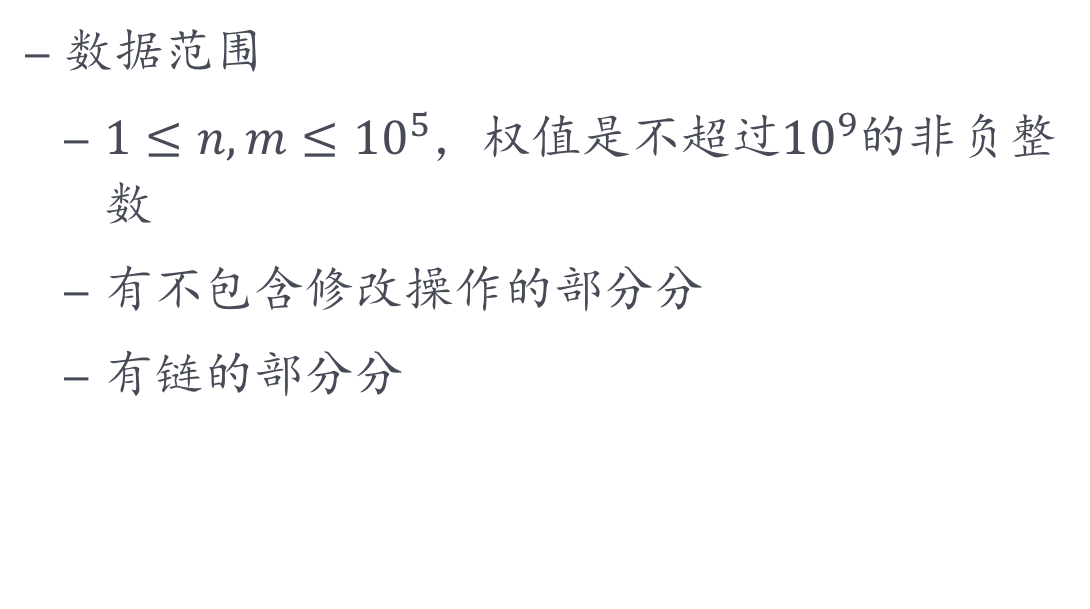 – 数据范围
– 1 ≤ n, m ≤ 10⁵，权值是不超过10⁹的非负整
数
– 有不包含修改操作的部分分
– 有链的部分分